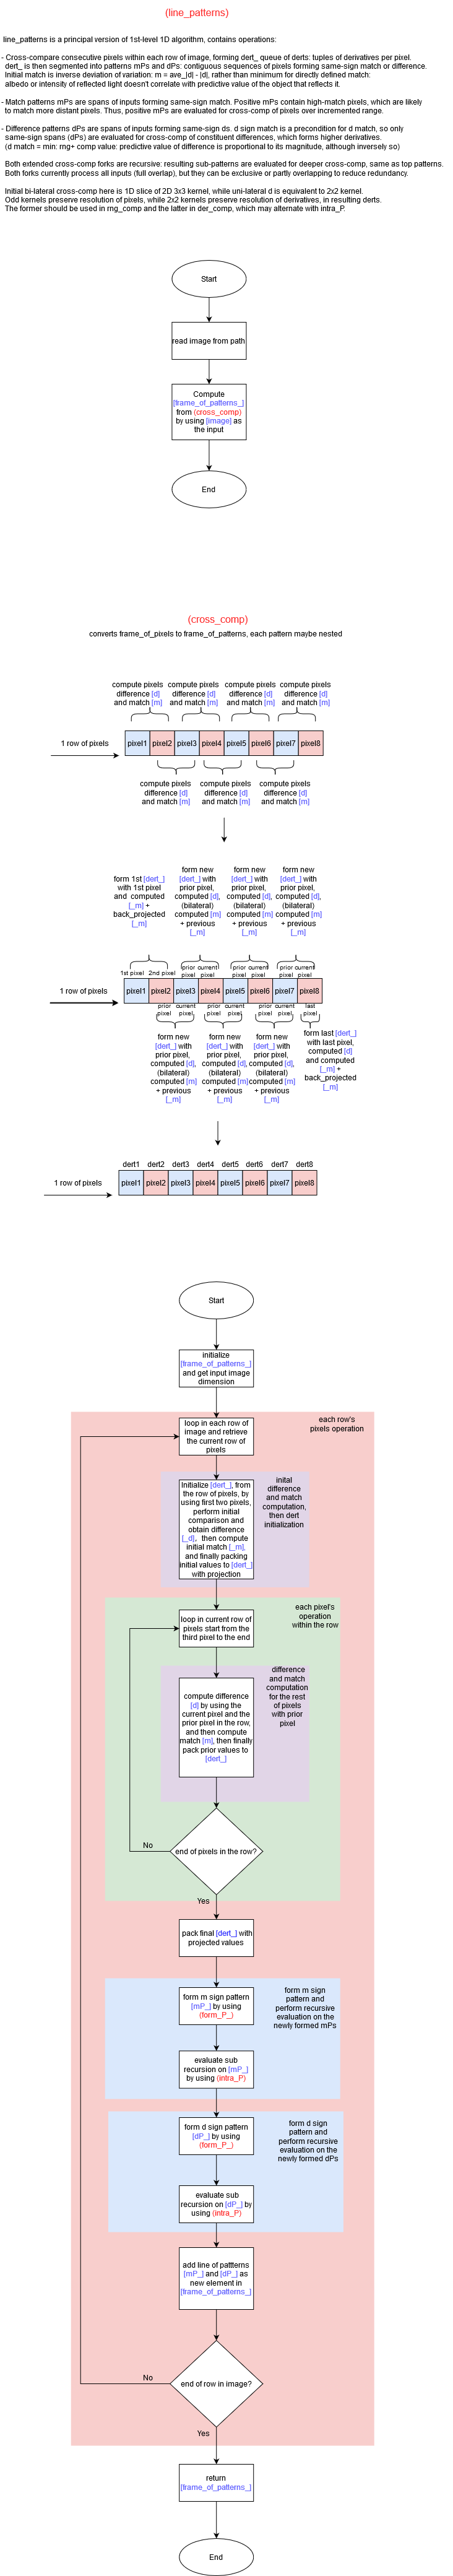 (line_patterns)
line_patterns is a principal version of 1st-level 1D algorithm, contains operations:
- Cross-compare consecutive pixels within each row of image, forming dert_ queue of derts: tuples of derivatives per pixel.
dert_ is then segmented into patterns mPs and dPs: contiguous sequences of pixels forming same-sign match or difference.
Initial match is inverse deviation of variation: m = ave_|d| - |d|, rather than minimum for directly defined match:
albedo or intensity of reflected light doesn't correlate with predictive value of the object that reflects it.
- Match patterns mPs are spans of inputs forming same-sign match. Positive mPs contain high-match pixels, which are likely
to match more distant pixels. Thus, positive mPs are evaluated for cross-comp of pixels over incremented range.
- Difference patterns dPs are spans of inputs forming same-sign ds. d sign match is a precondition for d match, so only
same-sign spans (dPs) are evaluated for cross-comp of constituent differences, which forms higher derivatives.
(d match = min: rng+ comp value: predictive value of difference is proportional to its magnitude, although inversely so)
Both extended cross-comp forks are recursive: resulting sub-patterns are evaluated for deeper cross-comp, same as top patterns.
Both forks currently process all inputs (full overlap), but they can be exclusive or partly overlapping to reduce redundancy.
Initial bi-lateral cross-comp here is 1D slice of 2D 3x3 kernel, while uni-lateral d is equivalent to 2x2 kernel.
Odd kernels preserve resolution of pixels, while 2x2 kernels preserve resolution of derivatives, in resulting derts.
The former should be used in rng_comp and the latter in der_comp, which may alternate with intra_P.
Start
read image from path
Compute
[frame_of_patterns_]
from (cross_comp)
by using [image] as
the input
End
(cross_comp)
converts frame_of_pixels to frame_of_patterns, each pattern maybe nested
compute pixels compute pixels compute pixels compute pixels
difference [d] difference [d] difference [d] difference [d]
and match [m] and match [m] and match [m] and match [m]
1 row of pixels
pixel1 pixel2 pixel3 pixel4 pixel5 pixel6 pixel7 pixel8
compute pixels compute pixels compute pixels
difference [d] difference [d] difference [d]
and match [m] and match [m] and match [m]
form 1st [dert_]
with 1st pixel
and computed
[_m] +
back_projected
[_m]
form new
[dert_] with
prior pixel,
computed [d],
(bilateral)
computed [m]
+ previous
[_m]
form new
[dert_] with
prior pixel,
computed [d],
(bilateral)
computed [m]
+ previous
[_m]
form new
[dert_] with
prior pixel,
computed [d],
(bilateral)
computed [m]
+ previous
[_m]
1st pixel 2nd pixel prior current prior current prior current
pixel pixel pixel pixel pixel pixel
1 row of pixels
pixel1 pixel2 pixel3 pixel4 pixel5 pixel6 pixel7 pixel8
prior current prior current prior current last
pixel pixel pixel pixel pixel pixel pixel
form new
[dert_] with
prior pixel,
computed [d],
(bilateral)
computed [m]
+ previous
[_m]
form new
[dert_] with
prior pixel,
computed [d],
(bilateral)
computed [m]
+ previous
[_m]
form new
[dert_] with
prior pixel,
computed [d],
(bilateral)
computed [m]
+ previous
[_m]
form last [dert_]
with last pixel,
computed [d]
and computed
[_m] +
back_projected
[_m]
dert1 dert2 dert3 dert4 dert5 dert6 dert7 dert8
1 row of pixels
pixel1 pixel2 pixel3 pixel4 pixel5 pixel6 pixel7 pixel8
Start
initialize
[frame_of_patterns_]
and get input image
dimension
each row's
pixels operation
loop in each row of
image and retrieve
the current row of
pixels
inital
difference
and match
computation,
then dert
initialization
Initialize [dert_], from
the row of pixels, by
using first two pixels,
perform initial
comparison and
obtain difference
[_d], then compute
initial match [_m],
and finally packing
initial values to [dert_]
with projection
each pixel's
operation
within the row
loop in current row of
pixels start from the
third pixel to the end
difference
and match
computation
for the rest
of pixels
with prior
pixel
compute difference
[d] by using the
current pixel and the
prior pixel in the row,
and then compute
match [m], then finally
pack prior values to
[dert_]
No
end of pixels in the row?
Yes
pack final [dert_] with
projected values
form m sign
pattern and
perform recursive
evaluation on the
newly formed mPs
form m sign pattern
[mP_] by using
(form_P_)
evaluate sub
recursion on [mP_]
by using (intra_P)
form d sign
pattern and
perform recursive
evaluation on the
newly formed dPs
form d sign pattern
[dP_] by using
(form_P_)
evaluate sub
recursion on [dP_] by
using (intra_P)
add line of pattterns
[mP_] and [dP_] as
new element in
[frame_of_patterns_]
No
end of row in image?
Yes
return
[frame_of_patterns_]
End